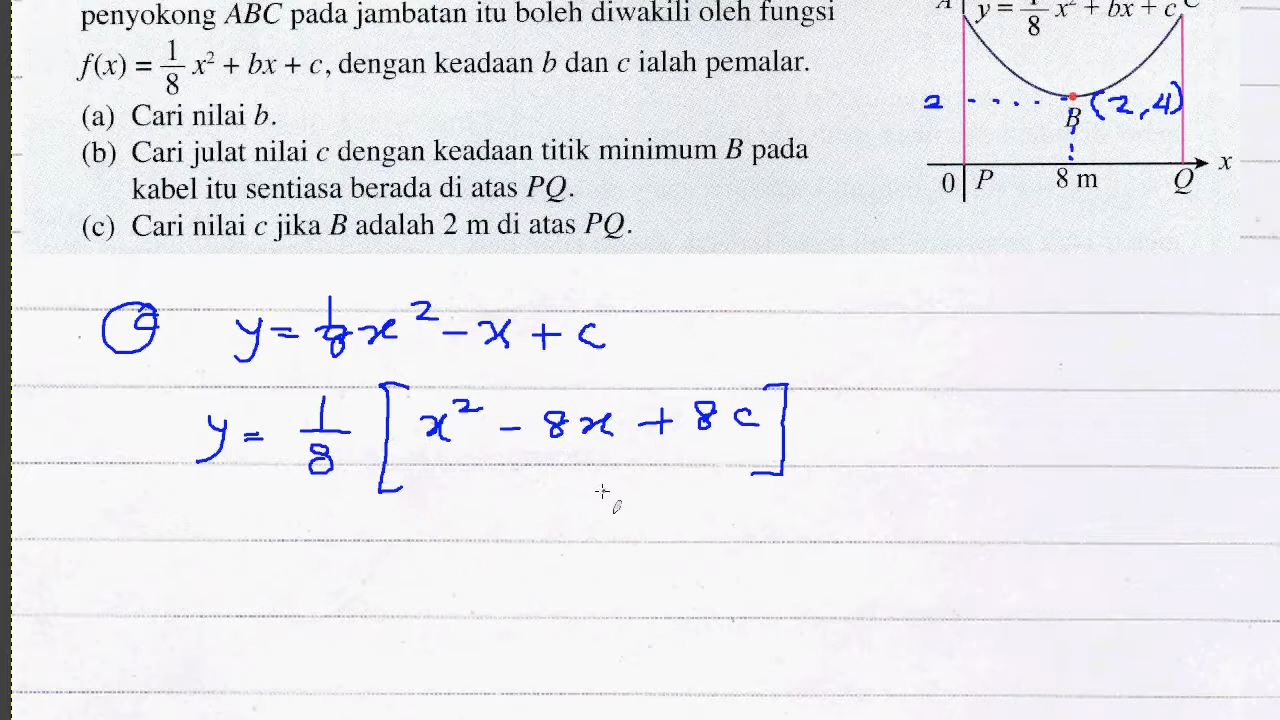 penyokong ABC pada jambatan itu boleh diwakili oleh fungsi
f(x) = 1/8 x² + bx + c, dengan keadaan b dan c ialah pemalar.
(a) Cari nilai b.
(b) Cari julat nilai c dengan keadaan titik minimum B pada
kabel itu sentiasa berada di atas PQ.
(c) Cari nilai c jika B adalah 2 m di atas PQ.
y = 1/8 x² + bx + c
2
B (2,4)
x
0 P 8 m Q
y = 1/8 x² - x + c
y = 1/8 [x² - 8x + 8c]